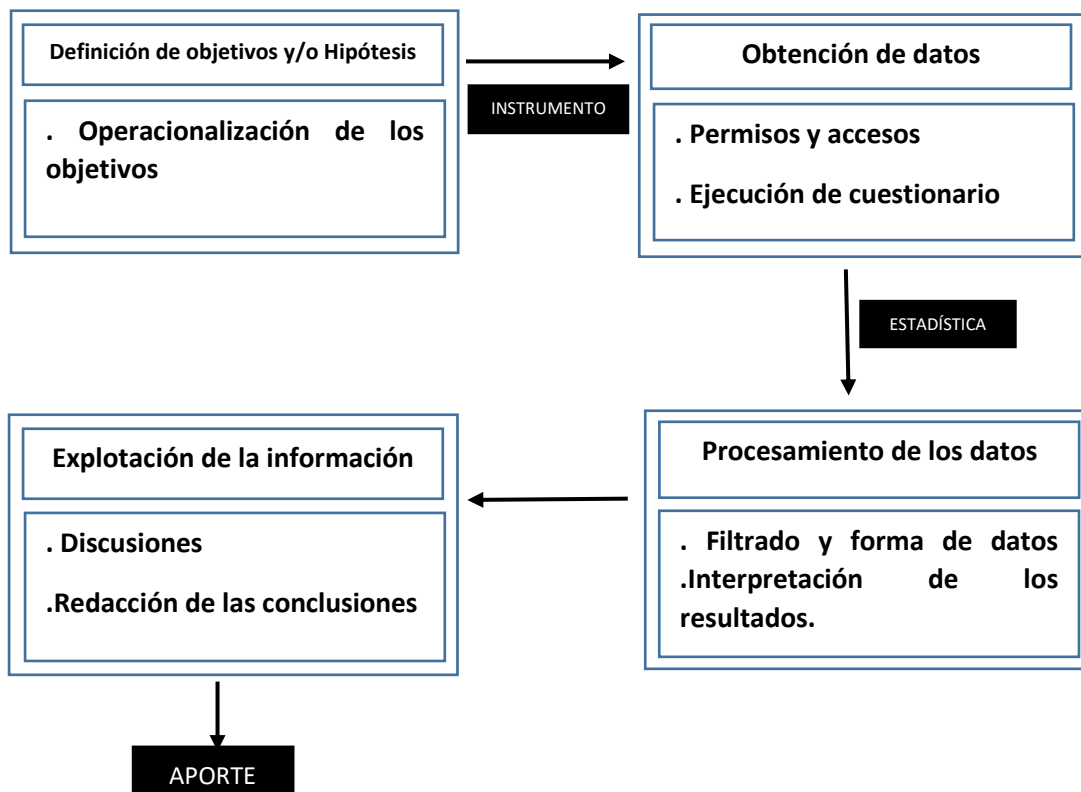 Definición de objetivos y/o Hipótesis
. Operacionalización de los
objetivos
INSTRUMENTO
Obtención de datos
. Permisos y accesos
. Ejecución de cuestionario
ESTADÍSTICA
Procesamiento de los datos
. Filtrado y forma de datos
.Interpretación de los
resultados.
Explotación de la información
. Discusiones
.Redacción de las conclusiones
APORTE